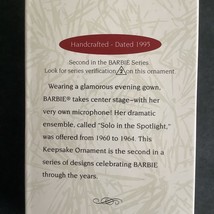 Handcrafted - Dated 1995
Second in the BARBIE Series
Look for series verification 2 on this ornament.
Wearing a glamorous evening gown,
BARBIE® takes center stage–with her
very own microphone! Her dramatic
ensemble, called "Solo in the Spotlight,"
was offered from 1960 to 1964. This
Keepsake Ornament is the second in a
series of designs celebrating BARBIE
through the years.